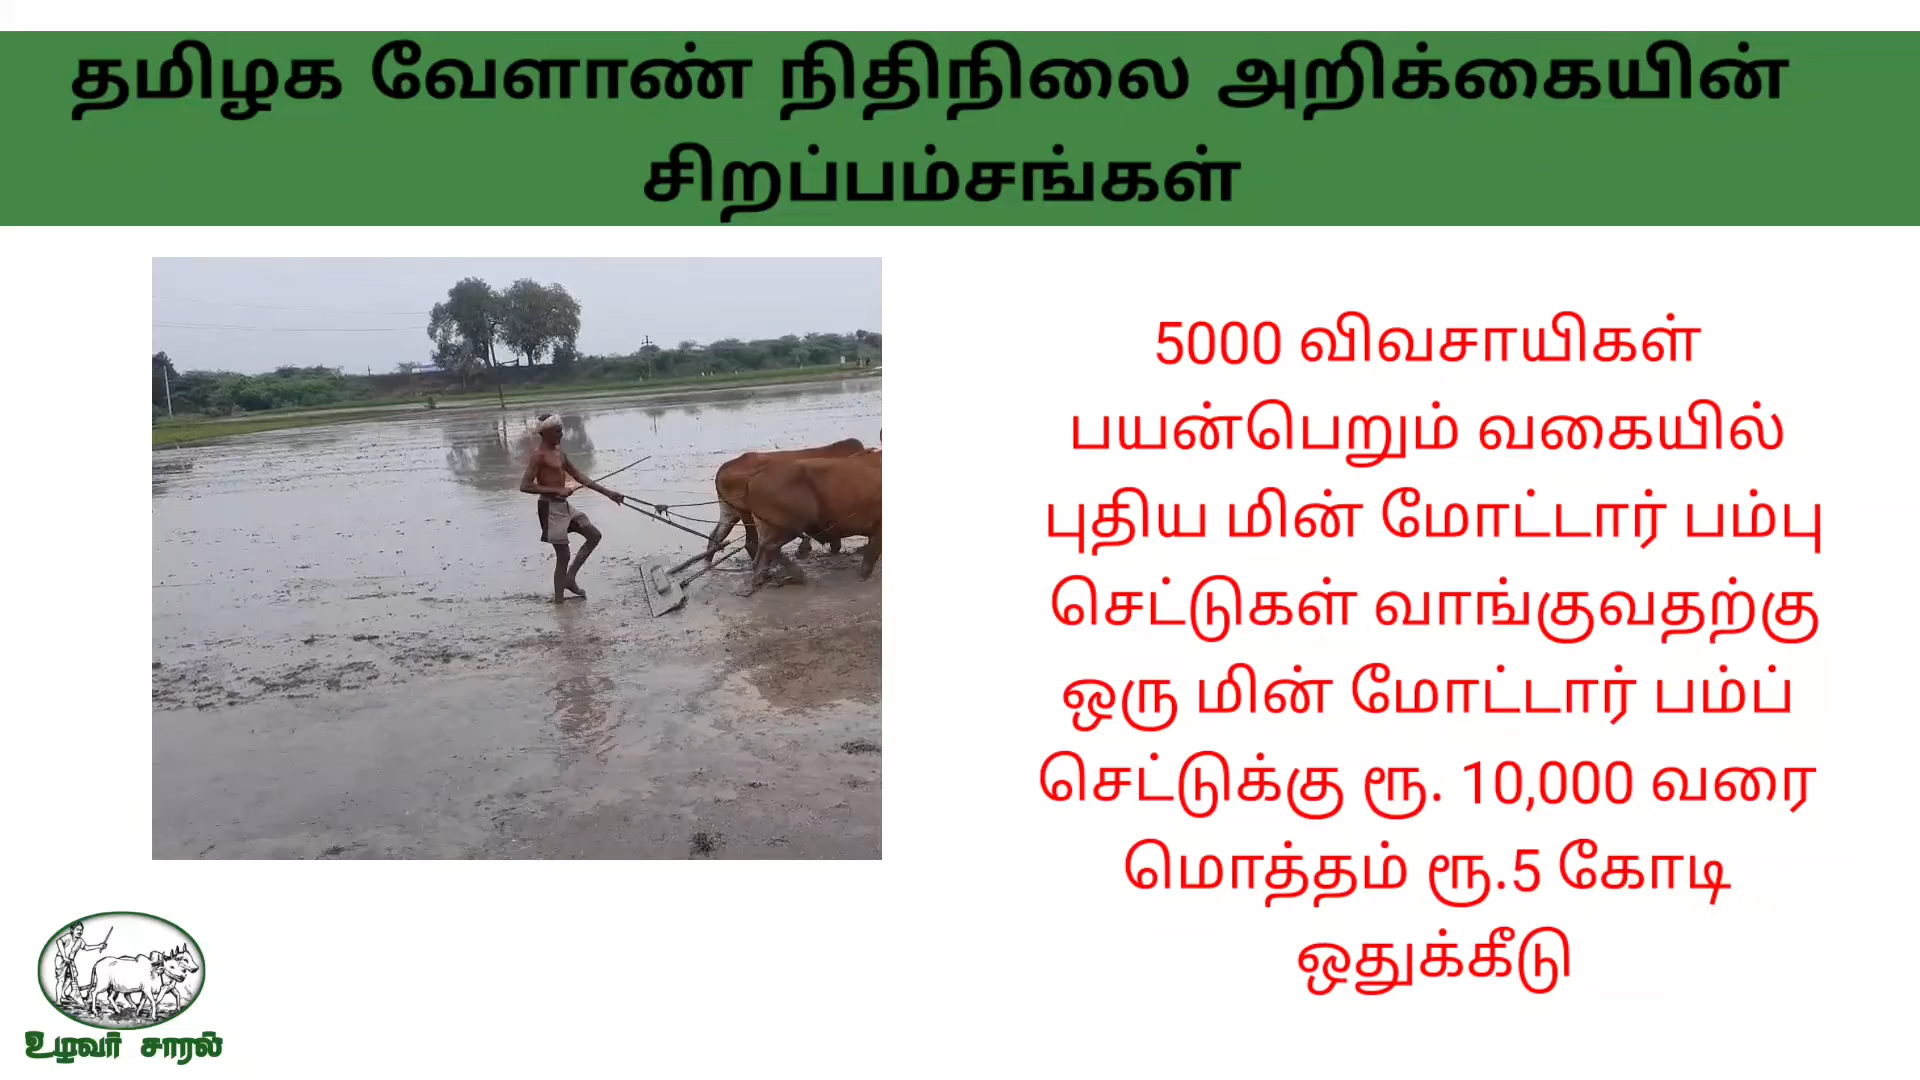 தமிழக வேளாண் நிதிநிலை அறிக்கையின்
சிறப்பம்சங்கள்
5000 விவசாயிகள்
பயன்பெறும் வகையில்
புதிய மின் மோட்டார் பம்பு
செட்டுகள் வாங்குவதற்கு
ஒரு மின் மோட்டார் பம்ப்
செட்டுக்கு ரூ. 10,000 வரை
மொத்தம் ரூ.5 கோடி
ஒதுக்கீடு
உழவர் சாரல்